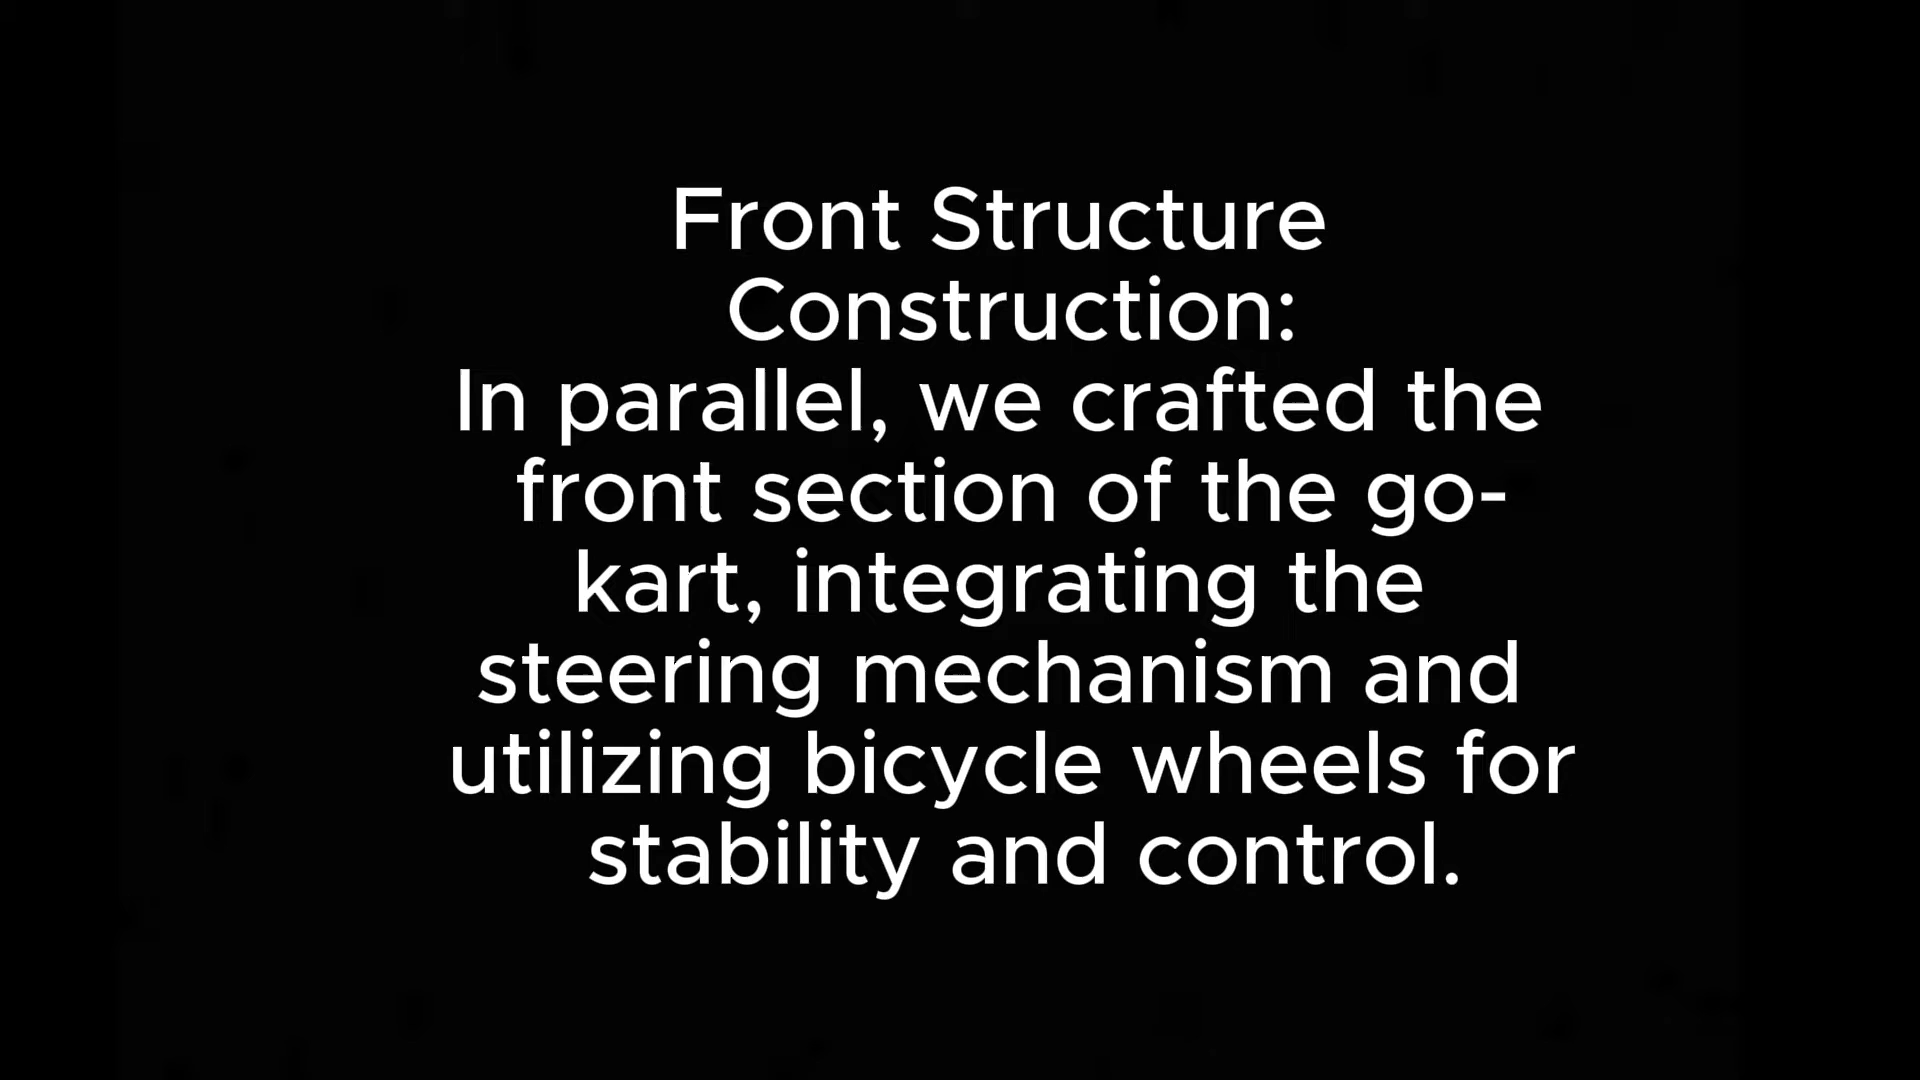 Front Structure
Construction:
In parallel, we crafted the
front section of the go-
kart, integrating the
steering mechanism and
utilizing bicycle wheels for
stability and control.